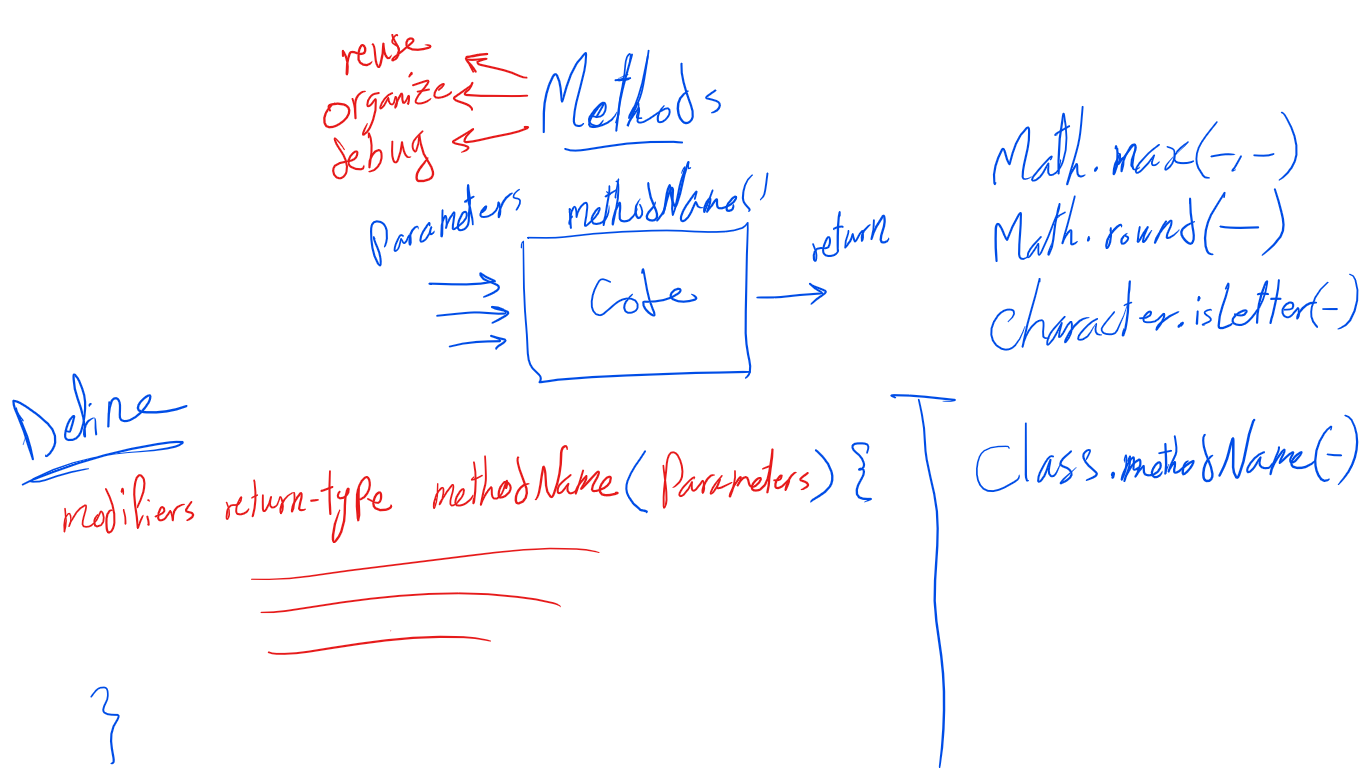 reuse
organize
debug
Methods
Parameters
methodName()
Code
return
Math.max(-,-)
Math.round(—)
Character.isLetter(-)
Define
modifiers return-type methodName(Parameters) {
}
Class.methodName(-)